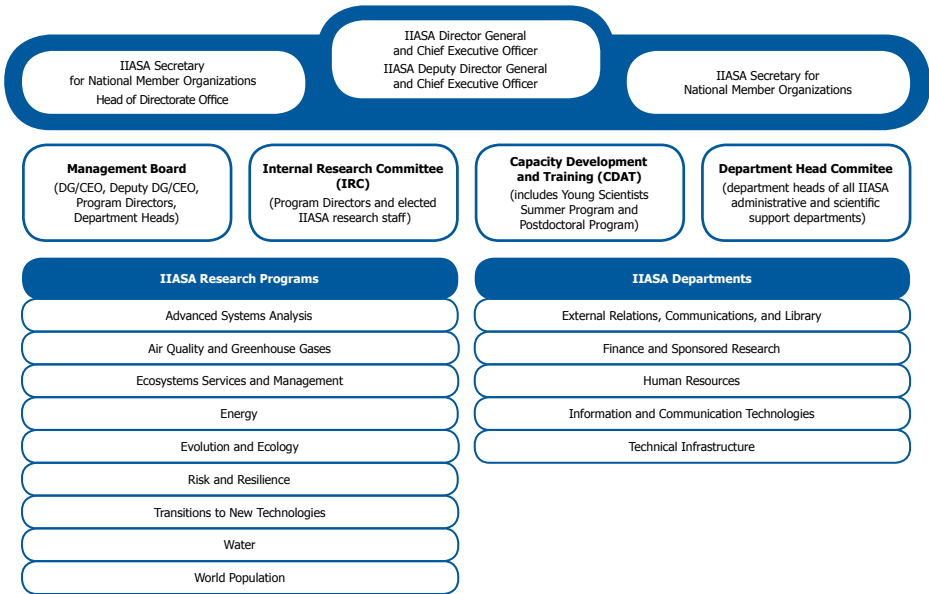 IIASA Director General
and Chief Executive Officer
IIASA Deputy Director General
and Chief Executive Officer
IIASA Secretary
for National Member Organizations
Head of Directorate Office
IIASA Secretary for
National Member Organizations
Management Board
(DG/CEO, Deputy DG/CEO,
Program Directors,
Department Heads)
Internal Research Committee
(IRC)
(Program Directors and elected
IIASA research staff)
Capacity Development
and Training (CDAT)
(includes Young Scientists
Summer Program and
Postdoctoral Program)
Department Head Commitee
(department heads of all IIASA
administrative and scientific
support departments)
IIASA Research Programs
Advanced Systems Analysis
Air Quality and Greenhouse Gases
Ecosystems Services and Management
Energy
Evolution and Ecology
Risk and Resilience
Transitions to New Technologies
Water
World Population
IIASA Departments
External Relations, Communications, and Library
Finance and Sponsored Research
Human Resources
Information and Communication Technologies
Technical Infrastructure